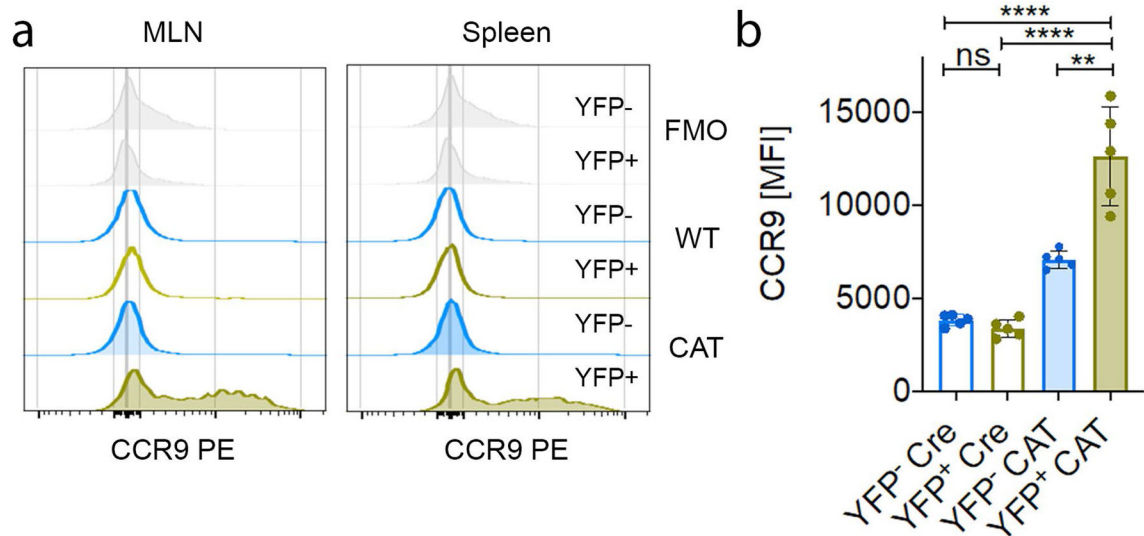 a
MLN
Spleen
YFP-
FMO
YFP+
YFP-
WT
YFP+
YFP-
CAT
YFP+
CCR9 PE
CCR9 PE
b
****
****
ns
**
CCR9 [MFI]
15000
10000
5000
0
YFP⁻ Cre
YFP⁺ Cre
YFP⁻ CAT
YFP⁺ CAT